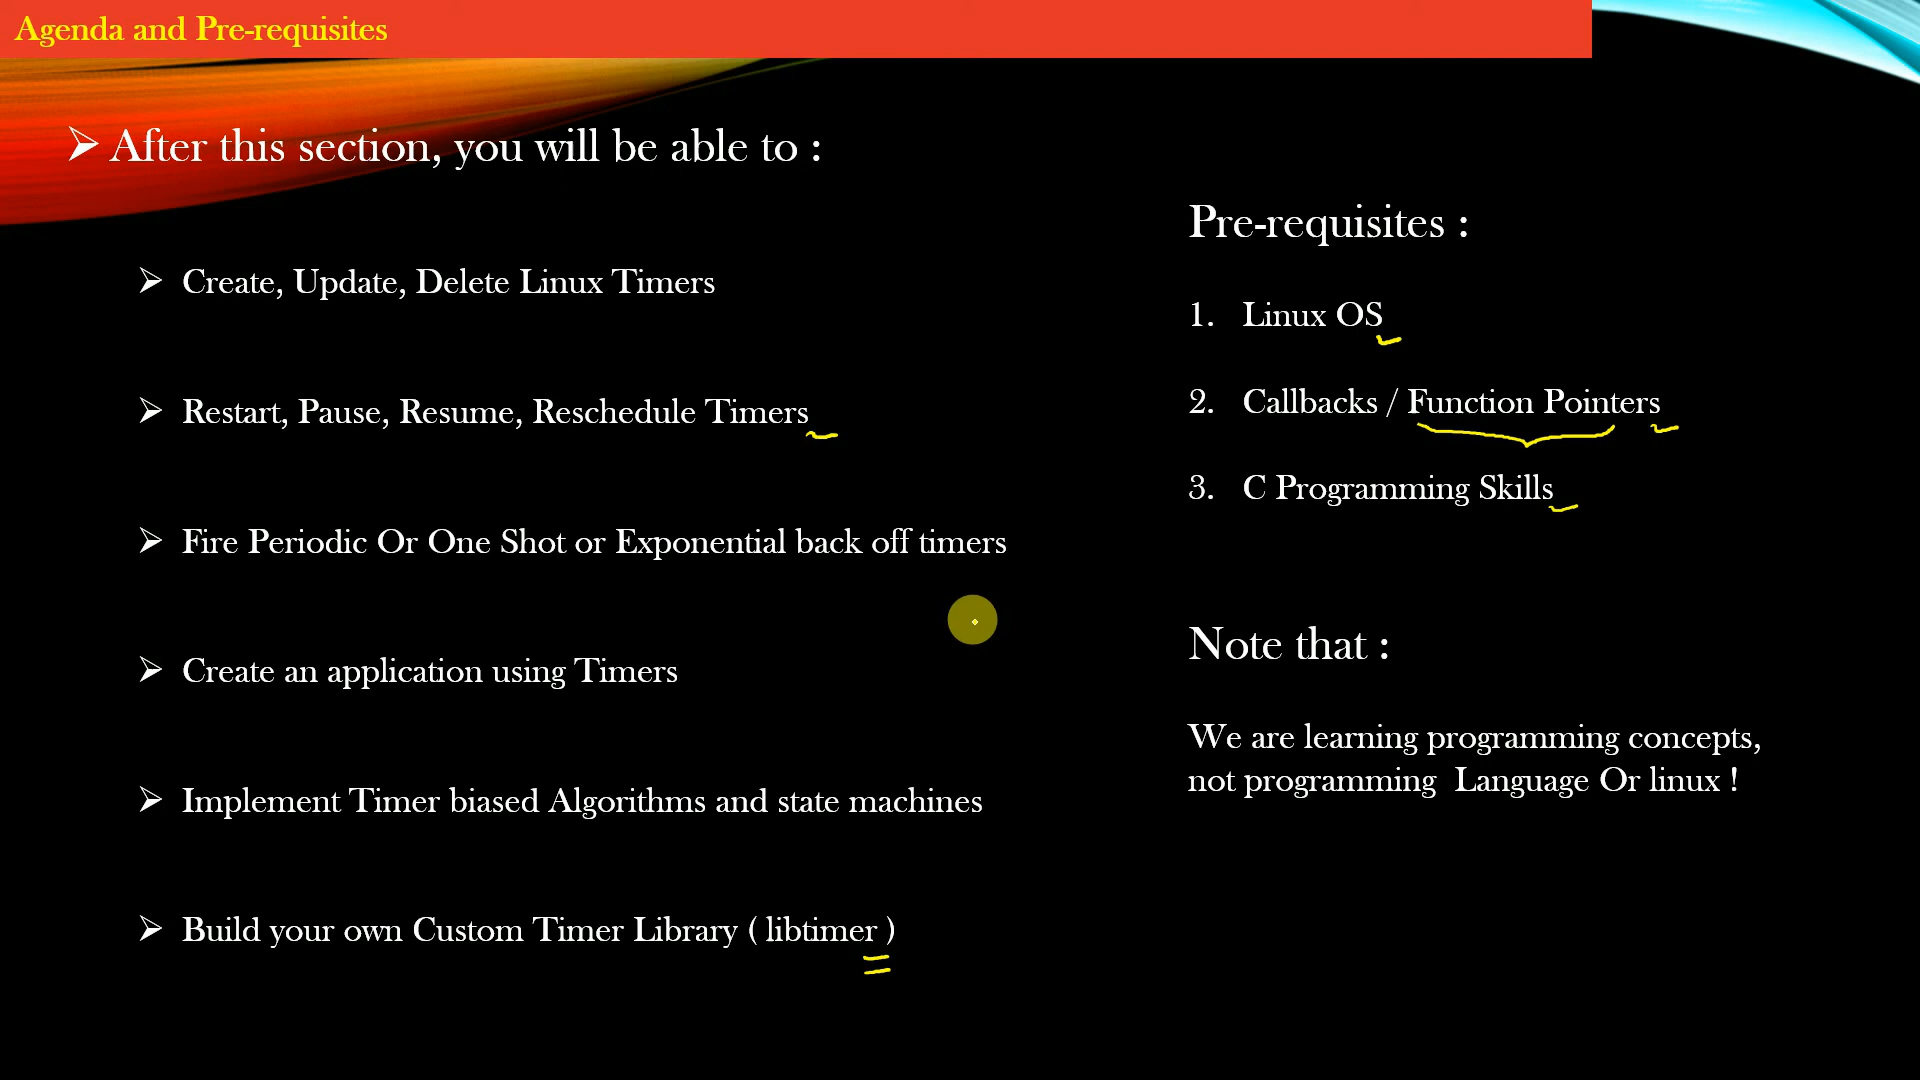 Agenda and Pre-requisites
After this section, you will be able to :
Create, Update, Delete Linux Timers
Restart, Pause, Resume, Reschedule Timers
Fire Periodic Or One Shot or Exponential back off timers
Create an application using Timers
Implement Timer biased Algorithms and state machines
Build your own Custom Timer Library ( libtimer )
Pre-requisites :
1. Linux OS
2. Callbacks / Function Pointers
3. C Programming Skills
Note that :
We are learning programming concepts,
not programming Language Or linux !